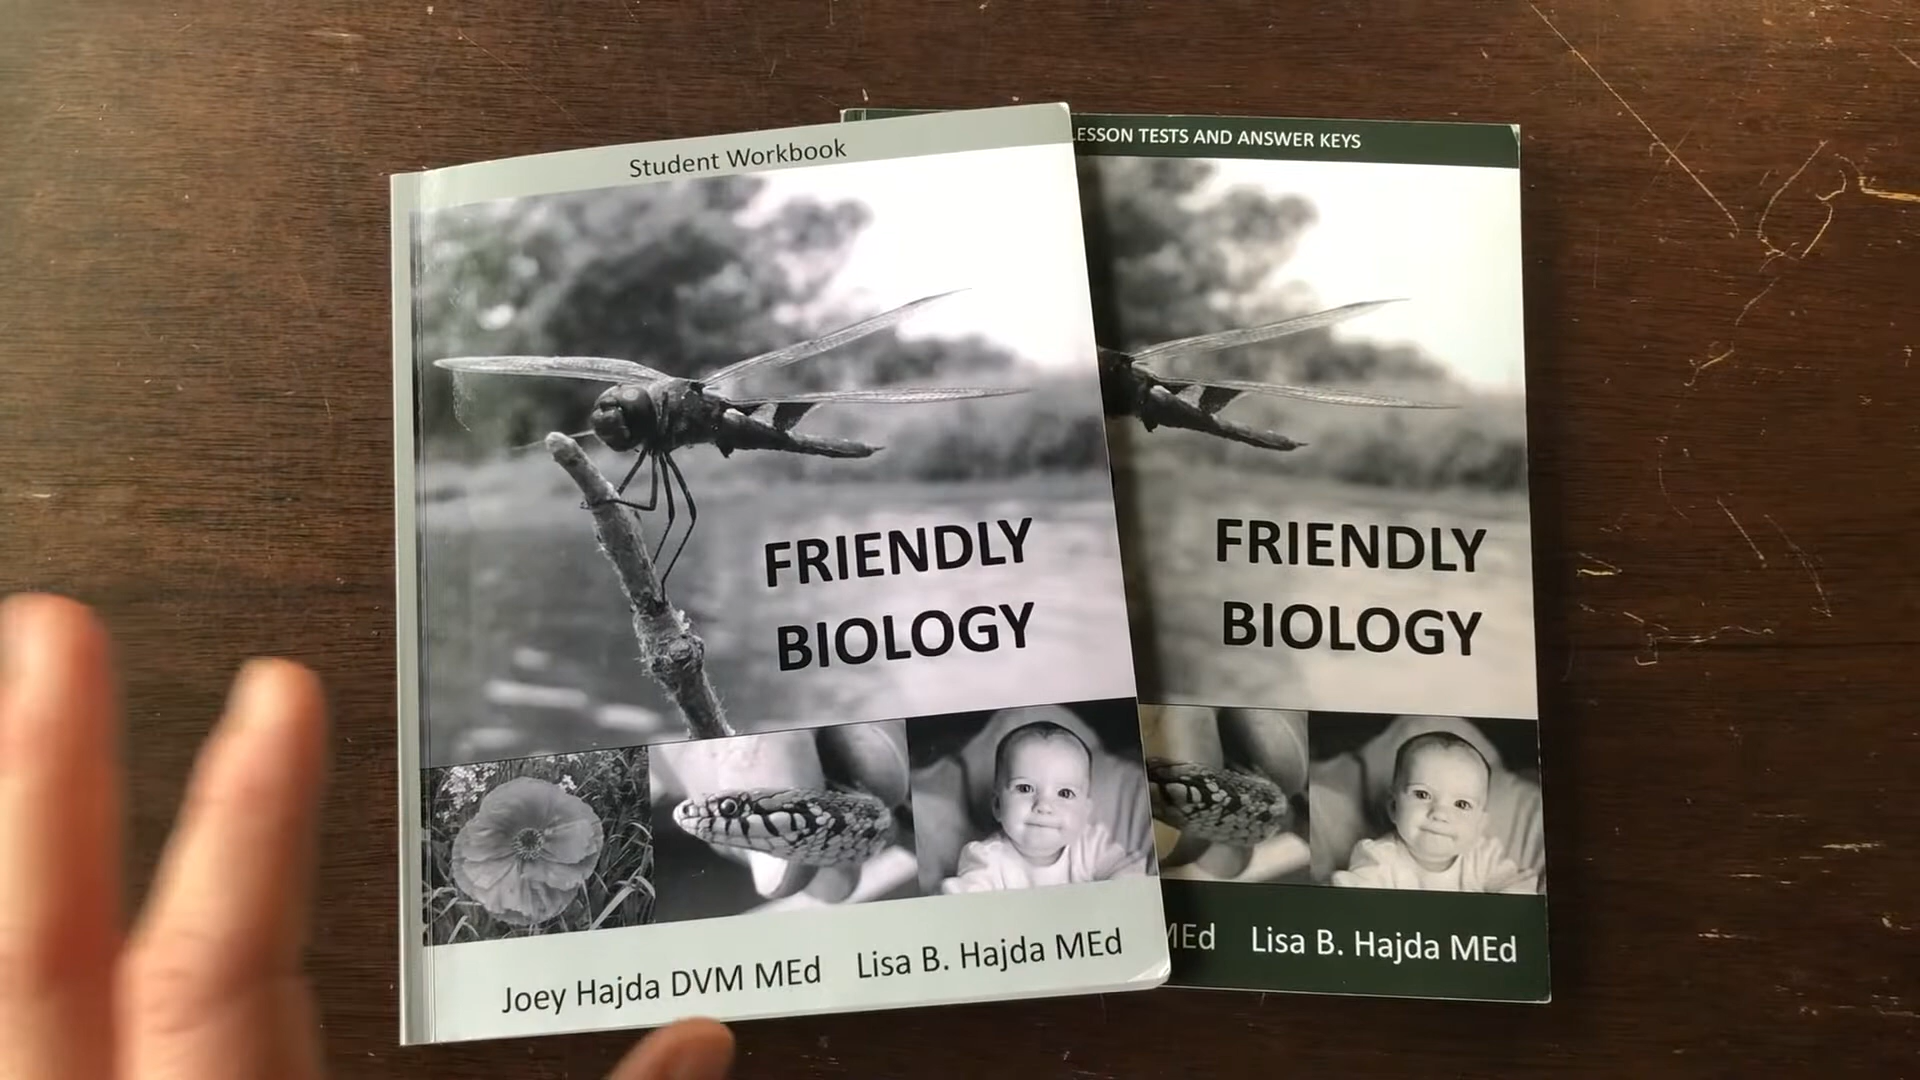 Student Workbook
FRIENDLY
BIOLOGY
Joey Hajda DVM MEd Lisa B. Hajda MEd
LESSON TESTS AND ANSWER KEYS
FRIENDLY
BIOLOGY
MEd Lisa B. Hajda MEd